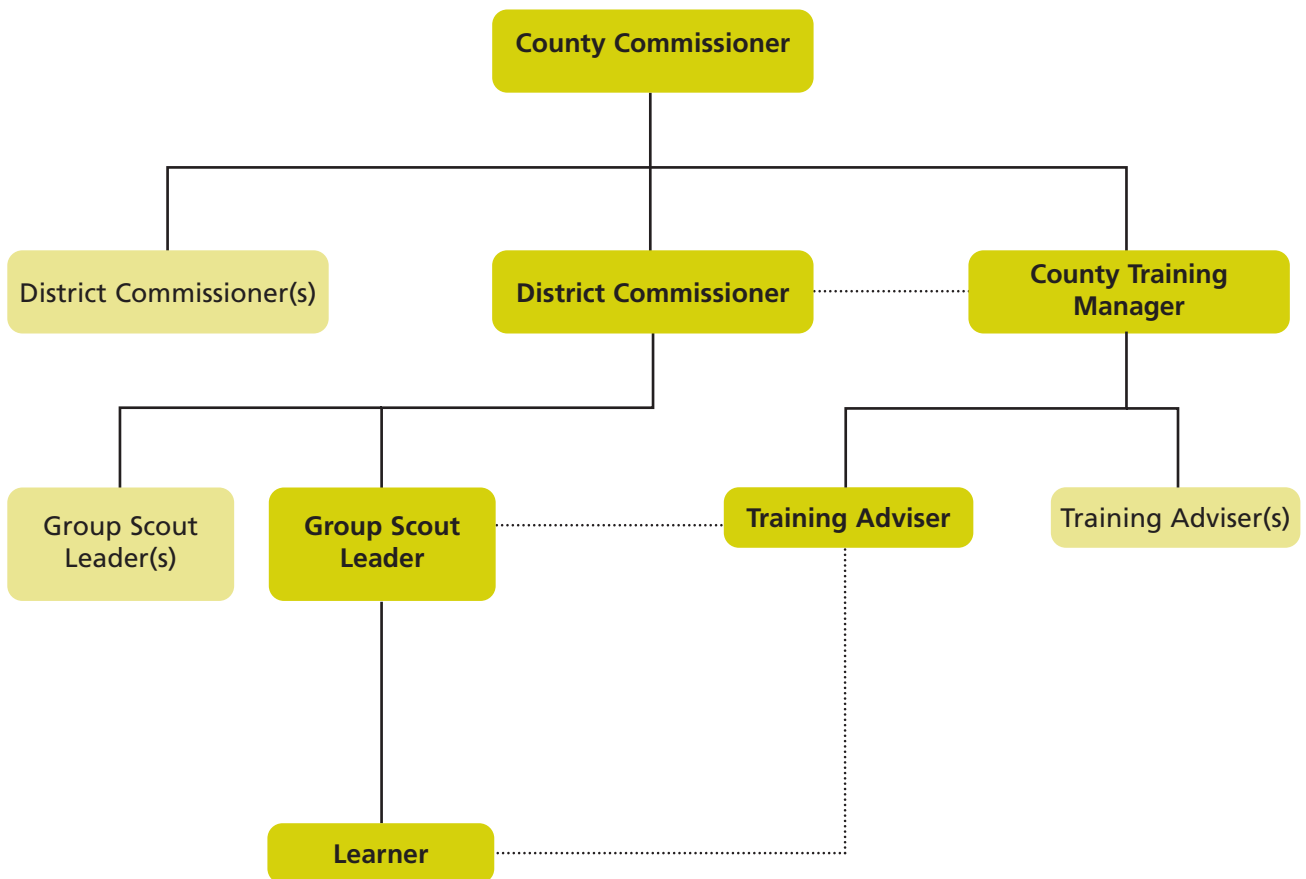 County Commissioner
District Commissioner(s)
District Commissioner
County Training
Manager
Group Scout
Leader(s)
Group Scout
Leader
Training Adviser
Training Adviser(s)
Learner